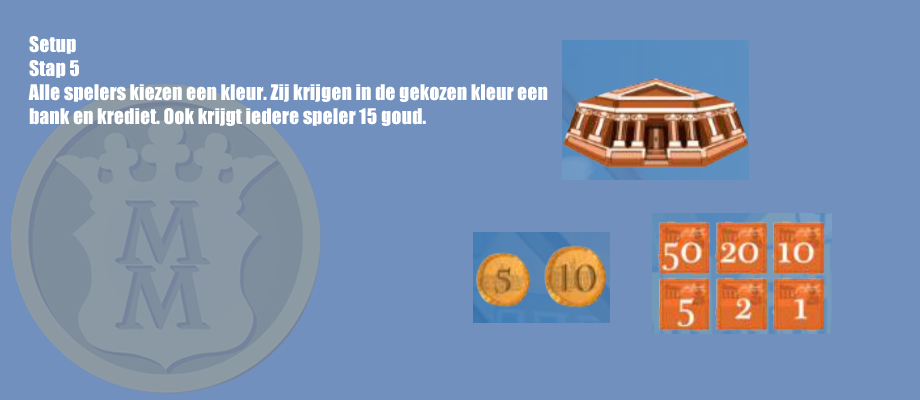 Setup
Stap 5
Alle spelers kiezen een kleur. Zij krijgen in de gekozen kleur een
bank en krediet. Ook krijgt iedere speler 15 goud.
M
M
5 10
50 20 10
5 2 1